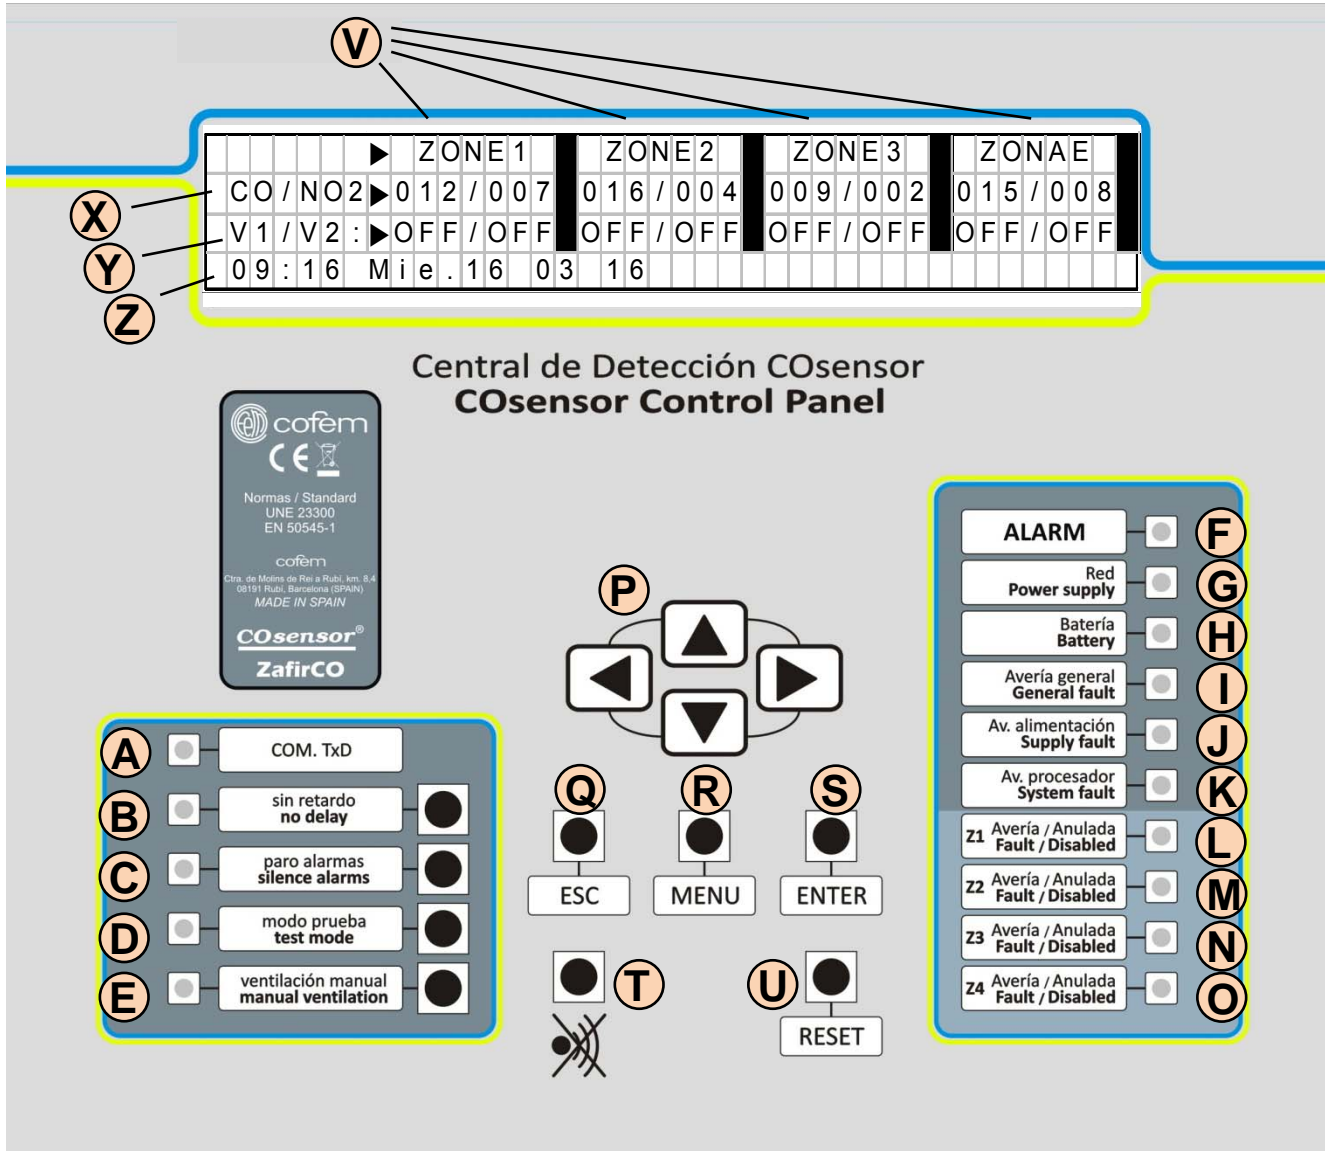 V
▶ ZONE1 ZONE2 ZONE3 ZONAE
X
CO/NO2▶012/007 016/004 009/002 015/008
Y
V1/V2:▶OFF/OFF OFF/OFF OFF/OFF OFF/OFF
Z
09:16 Mie.16 03 16
Central de Detección COsensor
COsensor Control Panel
cofem
CE
Normas / Standard
UNE 23300
EN 50545-1
cofem
Ctra. de Molins de Rei a Rubí, km. 8,4
08191 Rubí, Barcelona (SPAIN)
MADE IN SPAIN
COsensor®
ZafirCO
A
COM. TxD
B
sin retardo
no delay
C
paro alarmas
silence alarms
D
modo prueba
test mode
E
ventilación manual
manual ventilation
P
Q
ESC
R
MENU
S
ENTER
T
U
RESET
ALARM
F
Red
Power supply
G
Batería
Battery
H
Avería general
General fault
I
Av. alimentación
Supply fault
J
Av. procesador
System fault
K
Z1 Avería / Anulada
Fault / Disabled
L
Z2 Avería / Anulada
Fault / Disabled
M
Z3 Avería / Anulada
Fault / Disabled
N
Z4 Avería / Anulada
Fault / Disabled
O